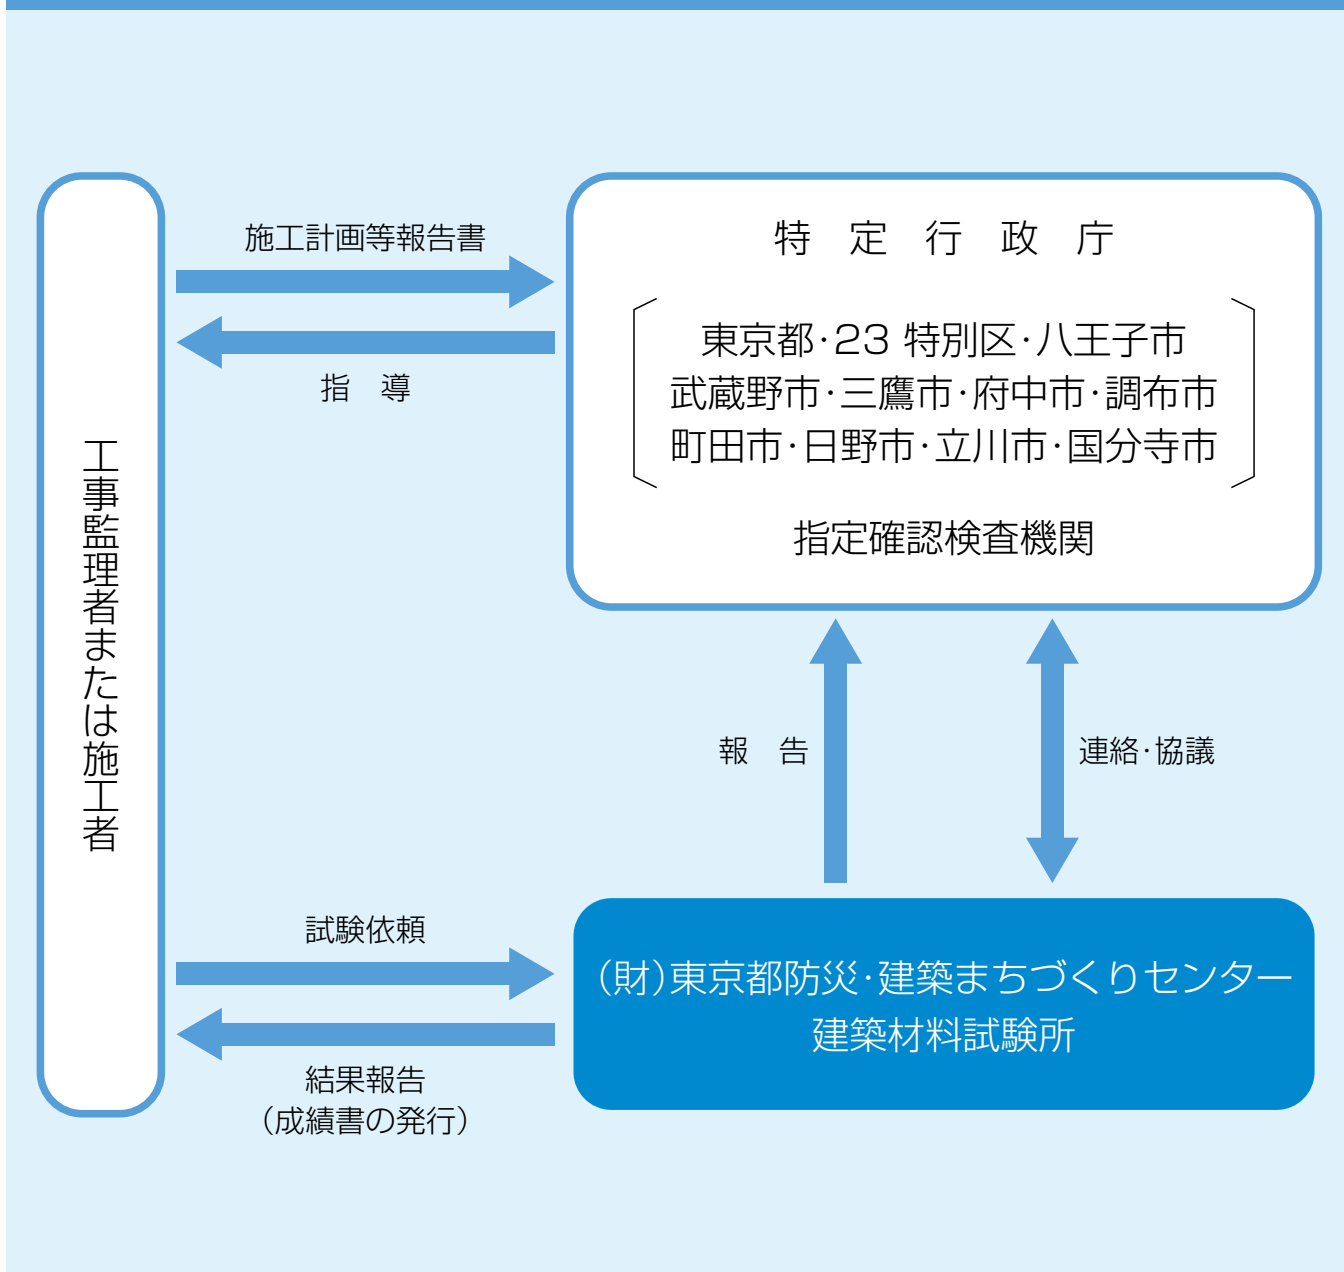 工事監理者または施工者
施工計画等報告書
指　導
特　定　行　政　庁
東京都・23 特別区・八王子市
武蔵野市・三鷹市・府中市・調布市
町田市・日野市・立川市・国分寺市
指定確認検査機関
報　告
連絡・協議
試験依頼
結果報告
（成績書の発行）
（財）東京都防災・建築まちづくりセンター
建築材料試験所